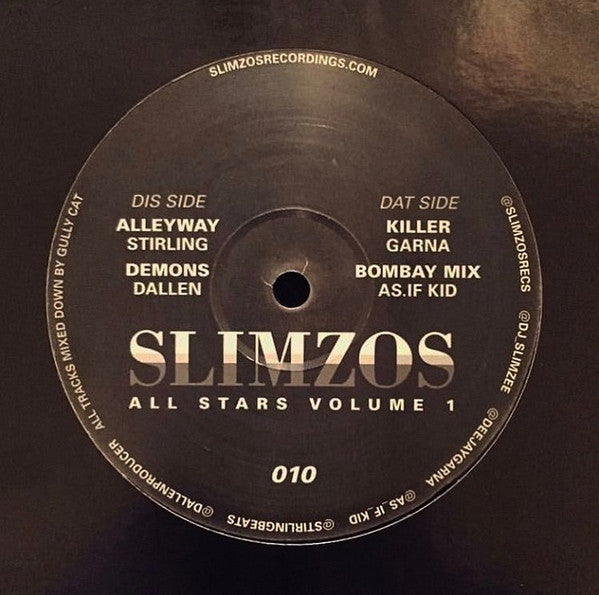 SLIMZOSRECORDINGS.COM
DIS SIDE
ALLEYWAY
STIRLING
DEMONS
DALLEN
DAT SIDE
KILLER
GARNA
BOMBAY MIX
AS.IF KID
SLIMZOS
ALL STARS VOLUME 1
010
@SLIMZOSRECS @DJ_SLIMZEE @DEEJAYGARNA @AS_IF_KID @STIRLINGBEATS @DALLENPRODUCER ALL TRACKS MIXED DOWN BY GULLY CAT